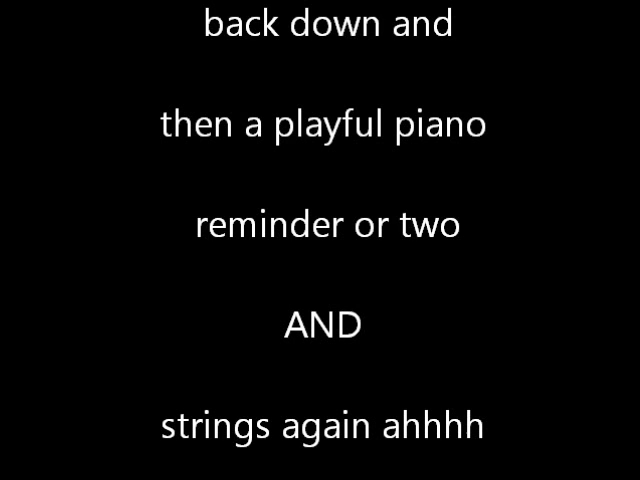 back down and
then a playful piano
reminder or two
AND
strings again ahhhh